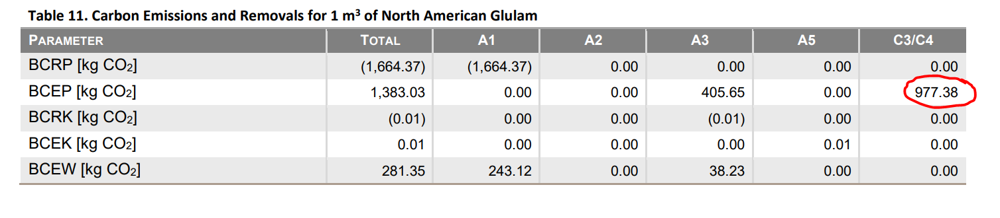 Table 11. Carbon Emissions and Removals for 1 m³ of North American Glulam
PARAMETER TOTAL A1 A2 A3 A5 C3/C4
BCRP [kg CO₂] (1,664.37) (1,664.37) 0.00 0.00 0.00 0.00
BCEP [kg CO₂] 1,383.03 0.00 0.00 405.65 0.00 977.38
BCRK [kg CO₂] (0.01) 0.00 0.00 (0.01) 0.00 0.00
BCEK [kg CO₂] 0.01 0.00 0.00 0.00 0.01 0.00
BCEW [kg CO₂] 281.35 243.12 0.00 38.23 0.00 0.00